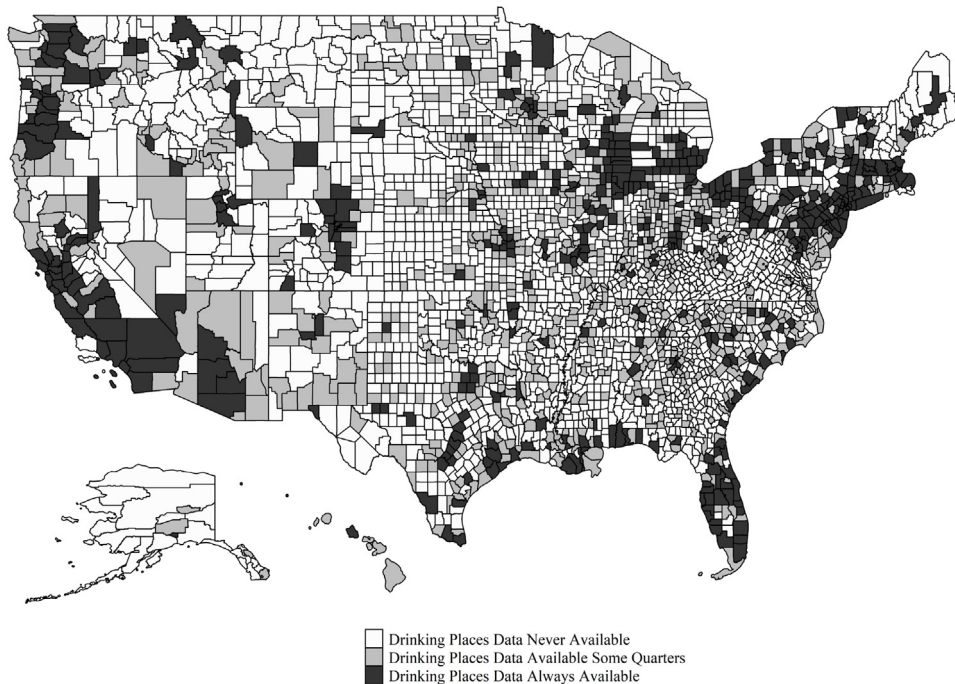 Drinking Places Data Never Available
Drinking Places Data Available Some Quarters
Drinking Places Data Always Available